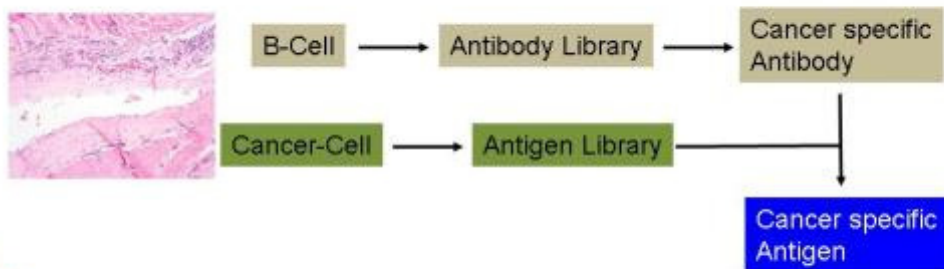 B-Cell
Antibody Library
Cancer specific
Antibody
Cancer-Cell
Antigen Library
Cancer specific
Antigen